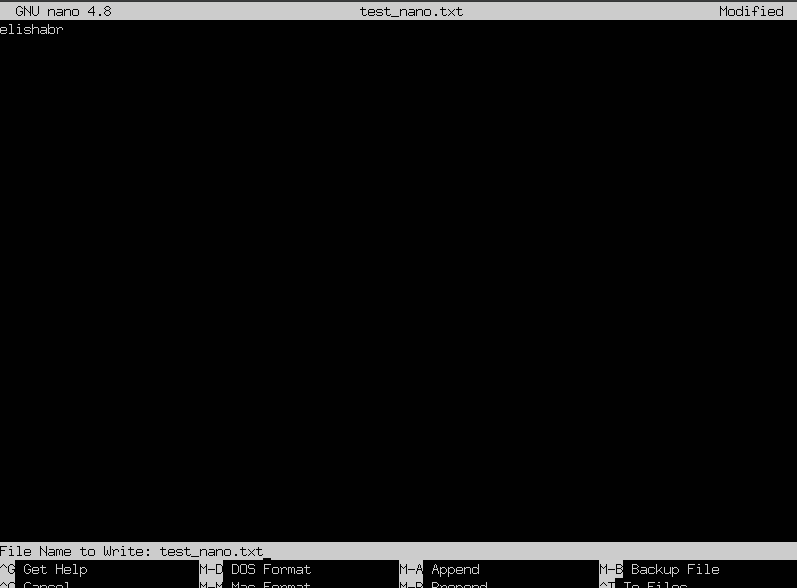 GNU nano 4.8 test_nano.txt Modified
elishabr
File Name to Write: test_nano.txt
^G Get Help M-D DOS Format M-A Append M-B Backup File
^C Cancel M-M Mac Format M-P Prepend ^T To Files